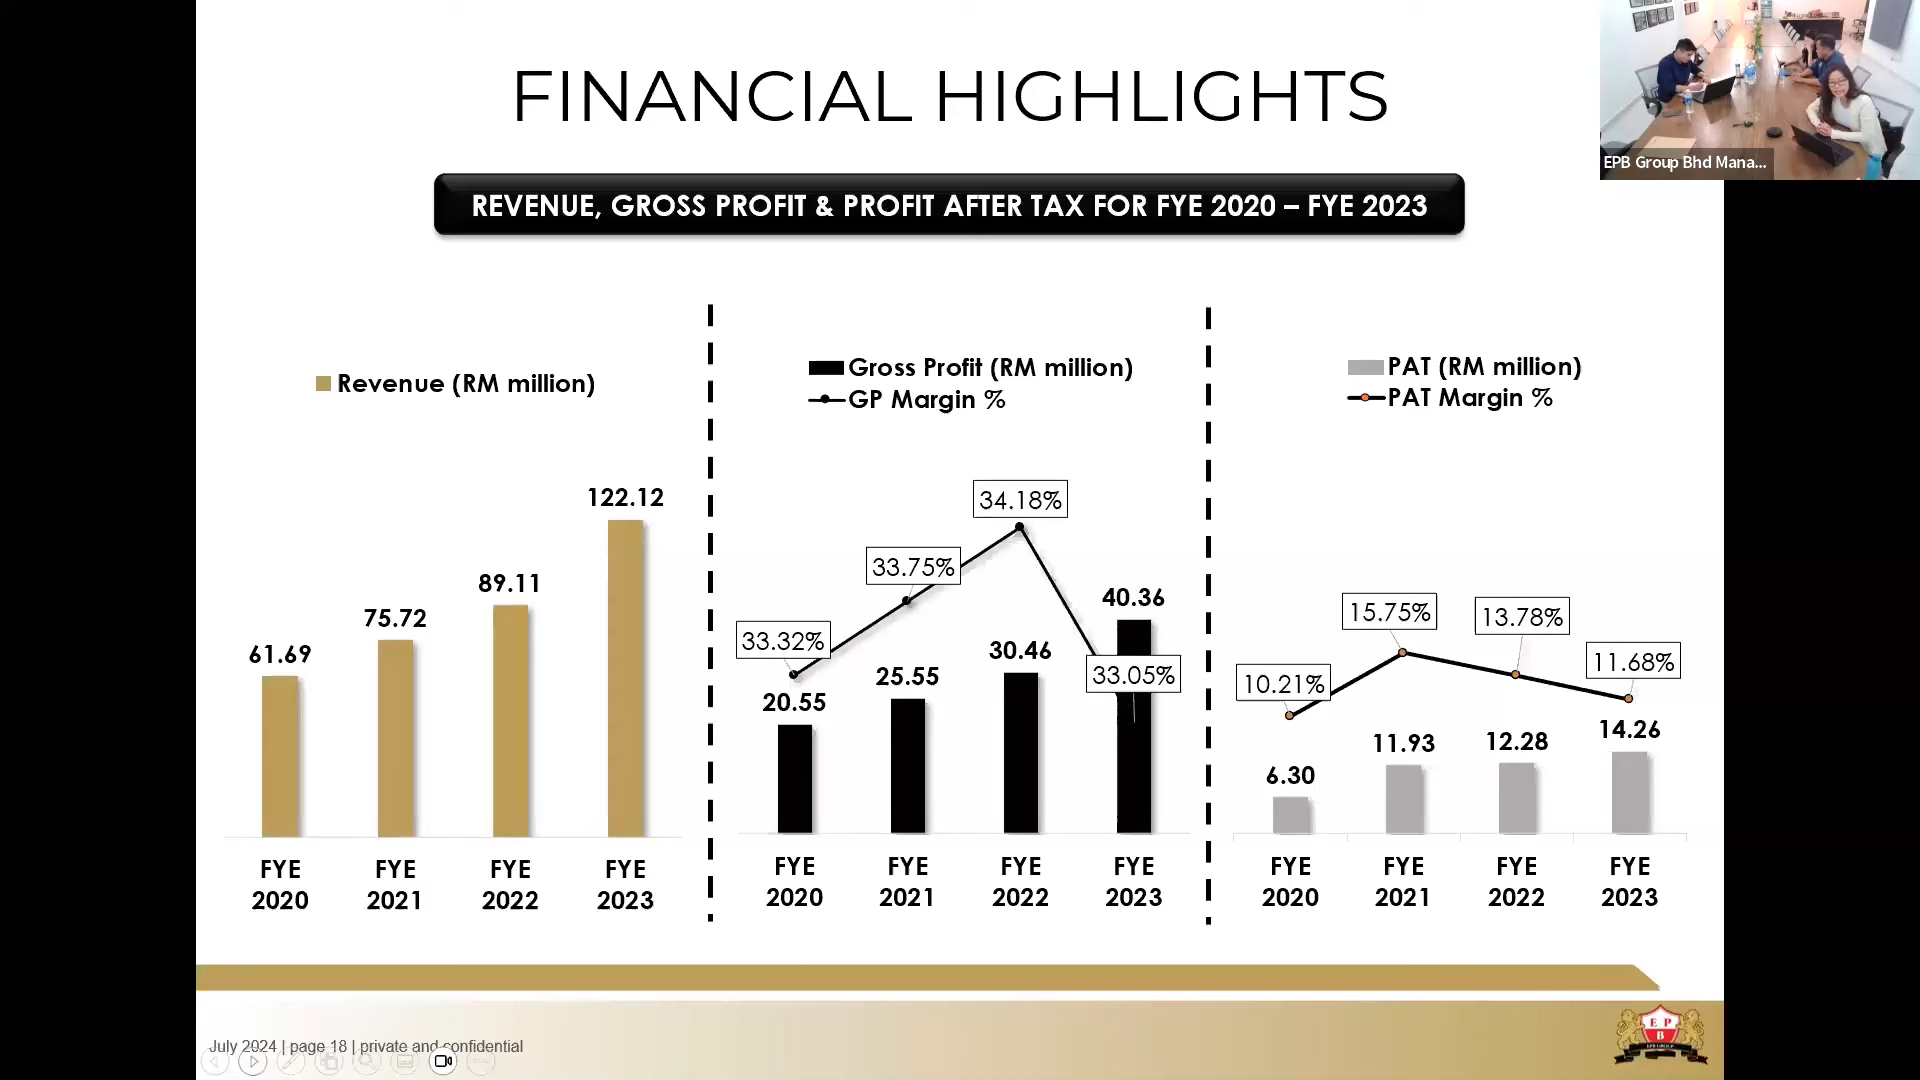 FINANCIAL HIGHLIGHTS
EPB Group Bhd Mana...
REVENUE, GROSS PROFIT & PROFIT AFTER TAX FOR FYE 2020 – FYE 2023
Revenue (RM million)
122.12
89.11
75.72
61.69
FYE 2020
FYE 2021
FYE 2022
FYE 2023
Gross Profit (RM million)
GP Margin %
34.18%
33.75%
33.32%
33.05%
40.36
30.46
25.55
20.55
FYE 2020
FYE 2021
FYE 2022
FYE 2023
PAT (RM million)
PAT Margin %
15.75%
13.78%
11.68%
10.21%
14.26
12.28
11.93
6.30
FYE 2020
FYE 2021
FYE 2022
FYE 2023
July 2024 | page 18 | private and confidential
E P
B